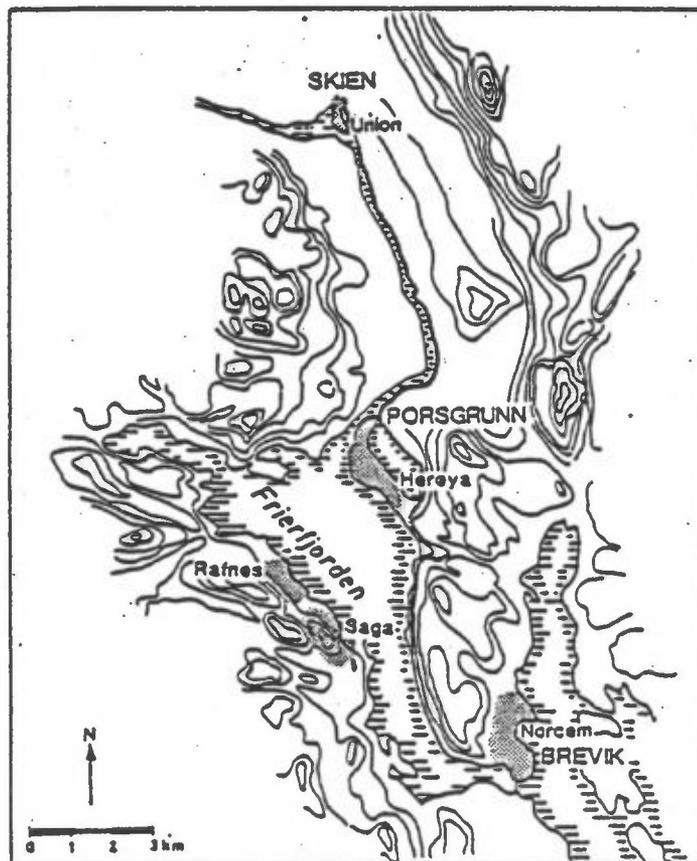 SKIEN
Union
PORSGRUNN
Herøya
Frierfjorden
Rafnes
Saga
Norcem
BREVIK
N
0 1 2 3 km